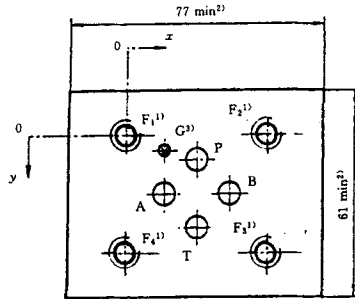 77 min²⁾
0
x
0
y
F₁¹⁾
F₂¹⁾
G³⁾
P
A
B
T
F₄¹⁾
F₃¹⁾
61 min²⁾